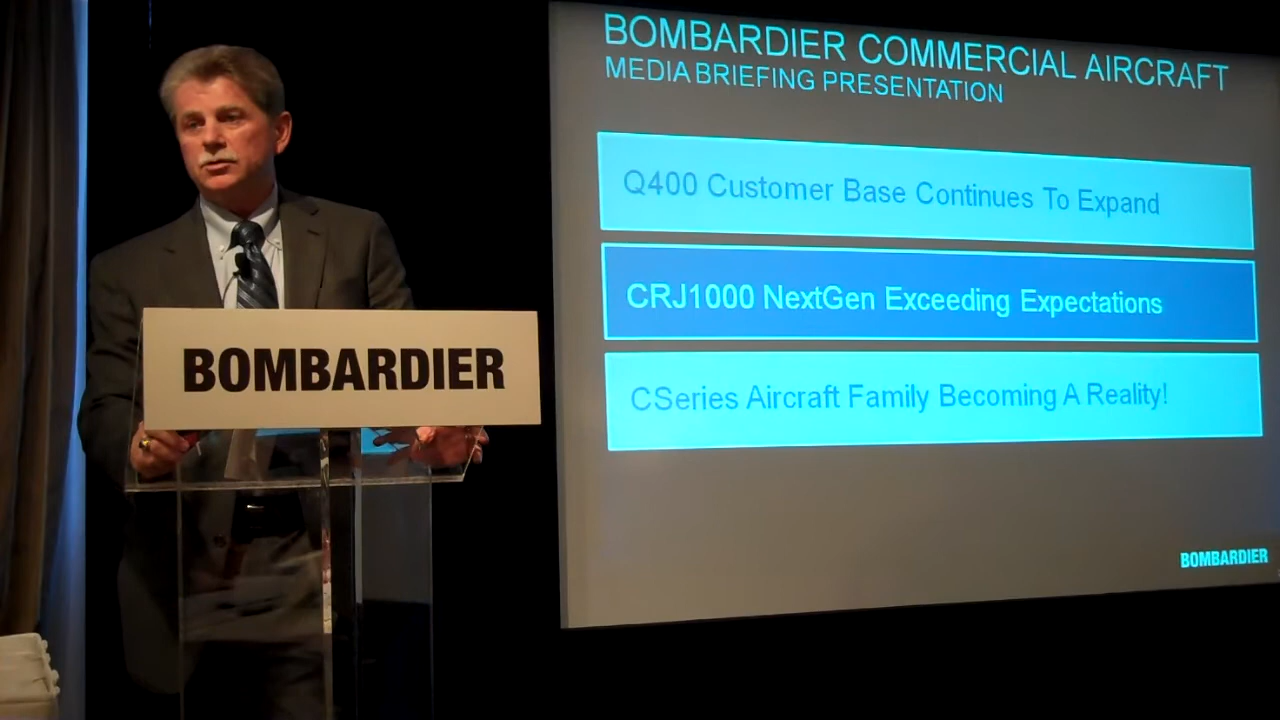 BOMBARDIER COMMERCIAL AIRCRAFT
MEDIA BRIEFING PRESENTATION
Q400 Customer Base Continues To Expand
CRJ1000 NextGen Exceeding Expectations
CSeries Aircraft Family Becoming A Reality!
BOMBARDIER
BOMBARDIER